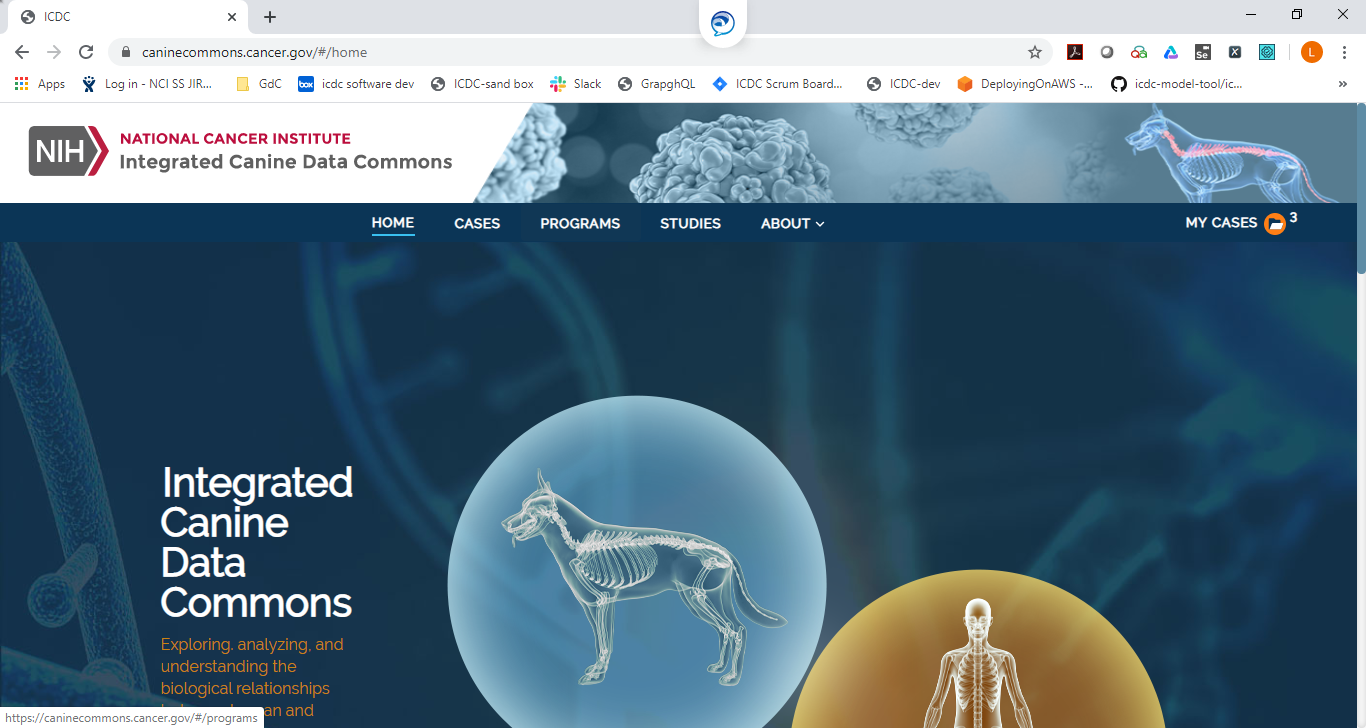 ICDC
caninecommons.cancer.gov/#/home
Se
X
L
Apps
Log in - NCI SS JIR...
GdC
box
icdc software dev
ICDC-sand box
Slack
GrapghQL
ICDC Scrum Board...
ICDC-dev
DeployingOnAWS -...
icdc-model-tool/ic...
»
NIH
NATIONAL CANCER INSTITUTE
Integrated Canine Data Commons
HOME
CASES
PROGRAMS
STUDIES
ABOUT
MY CASES
3
Integrated
Canine
Data
Commons
Exploring, analyzing, and
understanding the
biological relationships
and
https://caninecommons.cancer.gov/#/programs